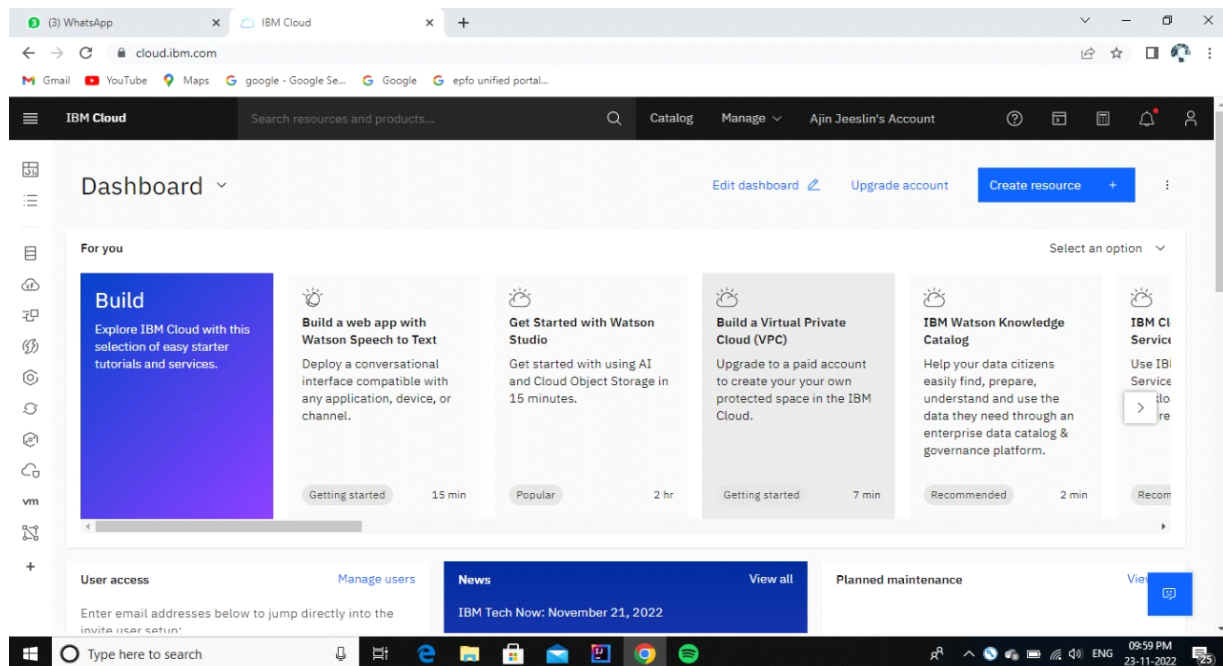 (3) WhatsApp
IBM Cloud
cloud.ibm.com
Gmail
YouTube
Maps
google - Google Se...
Google
epfo unified portal...
IBM Cloud
Search resources and products...
Catalog
Manage
Ajin Jeeslin's Account
Dashboard
Edit dashboard
Upgrade account
Create resource +
For you
Select an option
Build
Explore IBM Cloud with this
selection of easy starter
tutorials and services.
Build a web app with
Watson Speech to Text
Deploy a conversational
interface compatible with
any application, device, or
channel.
Getting started
15 min
Get Started with Watson
Studio
Get started with using AI
and Cloud Object Storage in
15 minutes.
Popular
2 hr
Build a Virtual Private
Cloud (VPC)
Upgrade to a paid account
to create your your own
protected space in the IBM
Cloud.
Getting started
7 min
IBM Watson Knowledge
Catalog
Help your data citizens
easily find, prepare,
understand and use the
data they need through an
enterprise data catalog &
governance platform.
Recommended
2 min
IBM Cl
Service
Use IBI
Service
klo
re
Recom
vm
User access
Manage users
Enter email addresses below to jump directly into the
invite user setup:
News
View all
IBM Tech Now: November 21, 2022
Planned maintenance
Vie
Type here to search
ENG
09:59 PM
23-11-2022
25